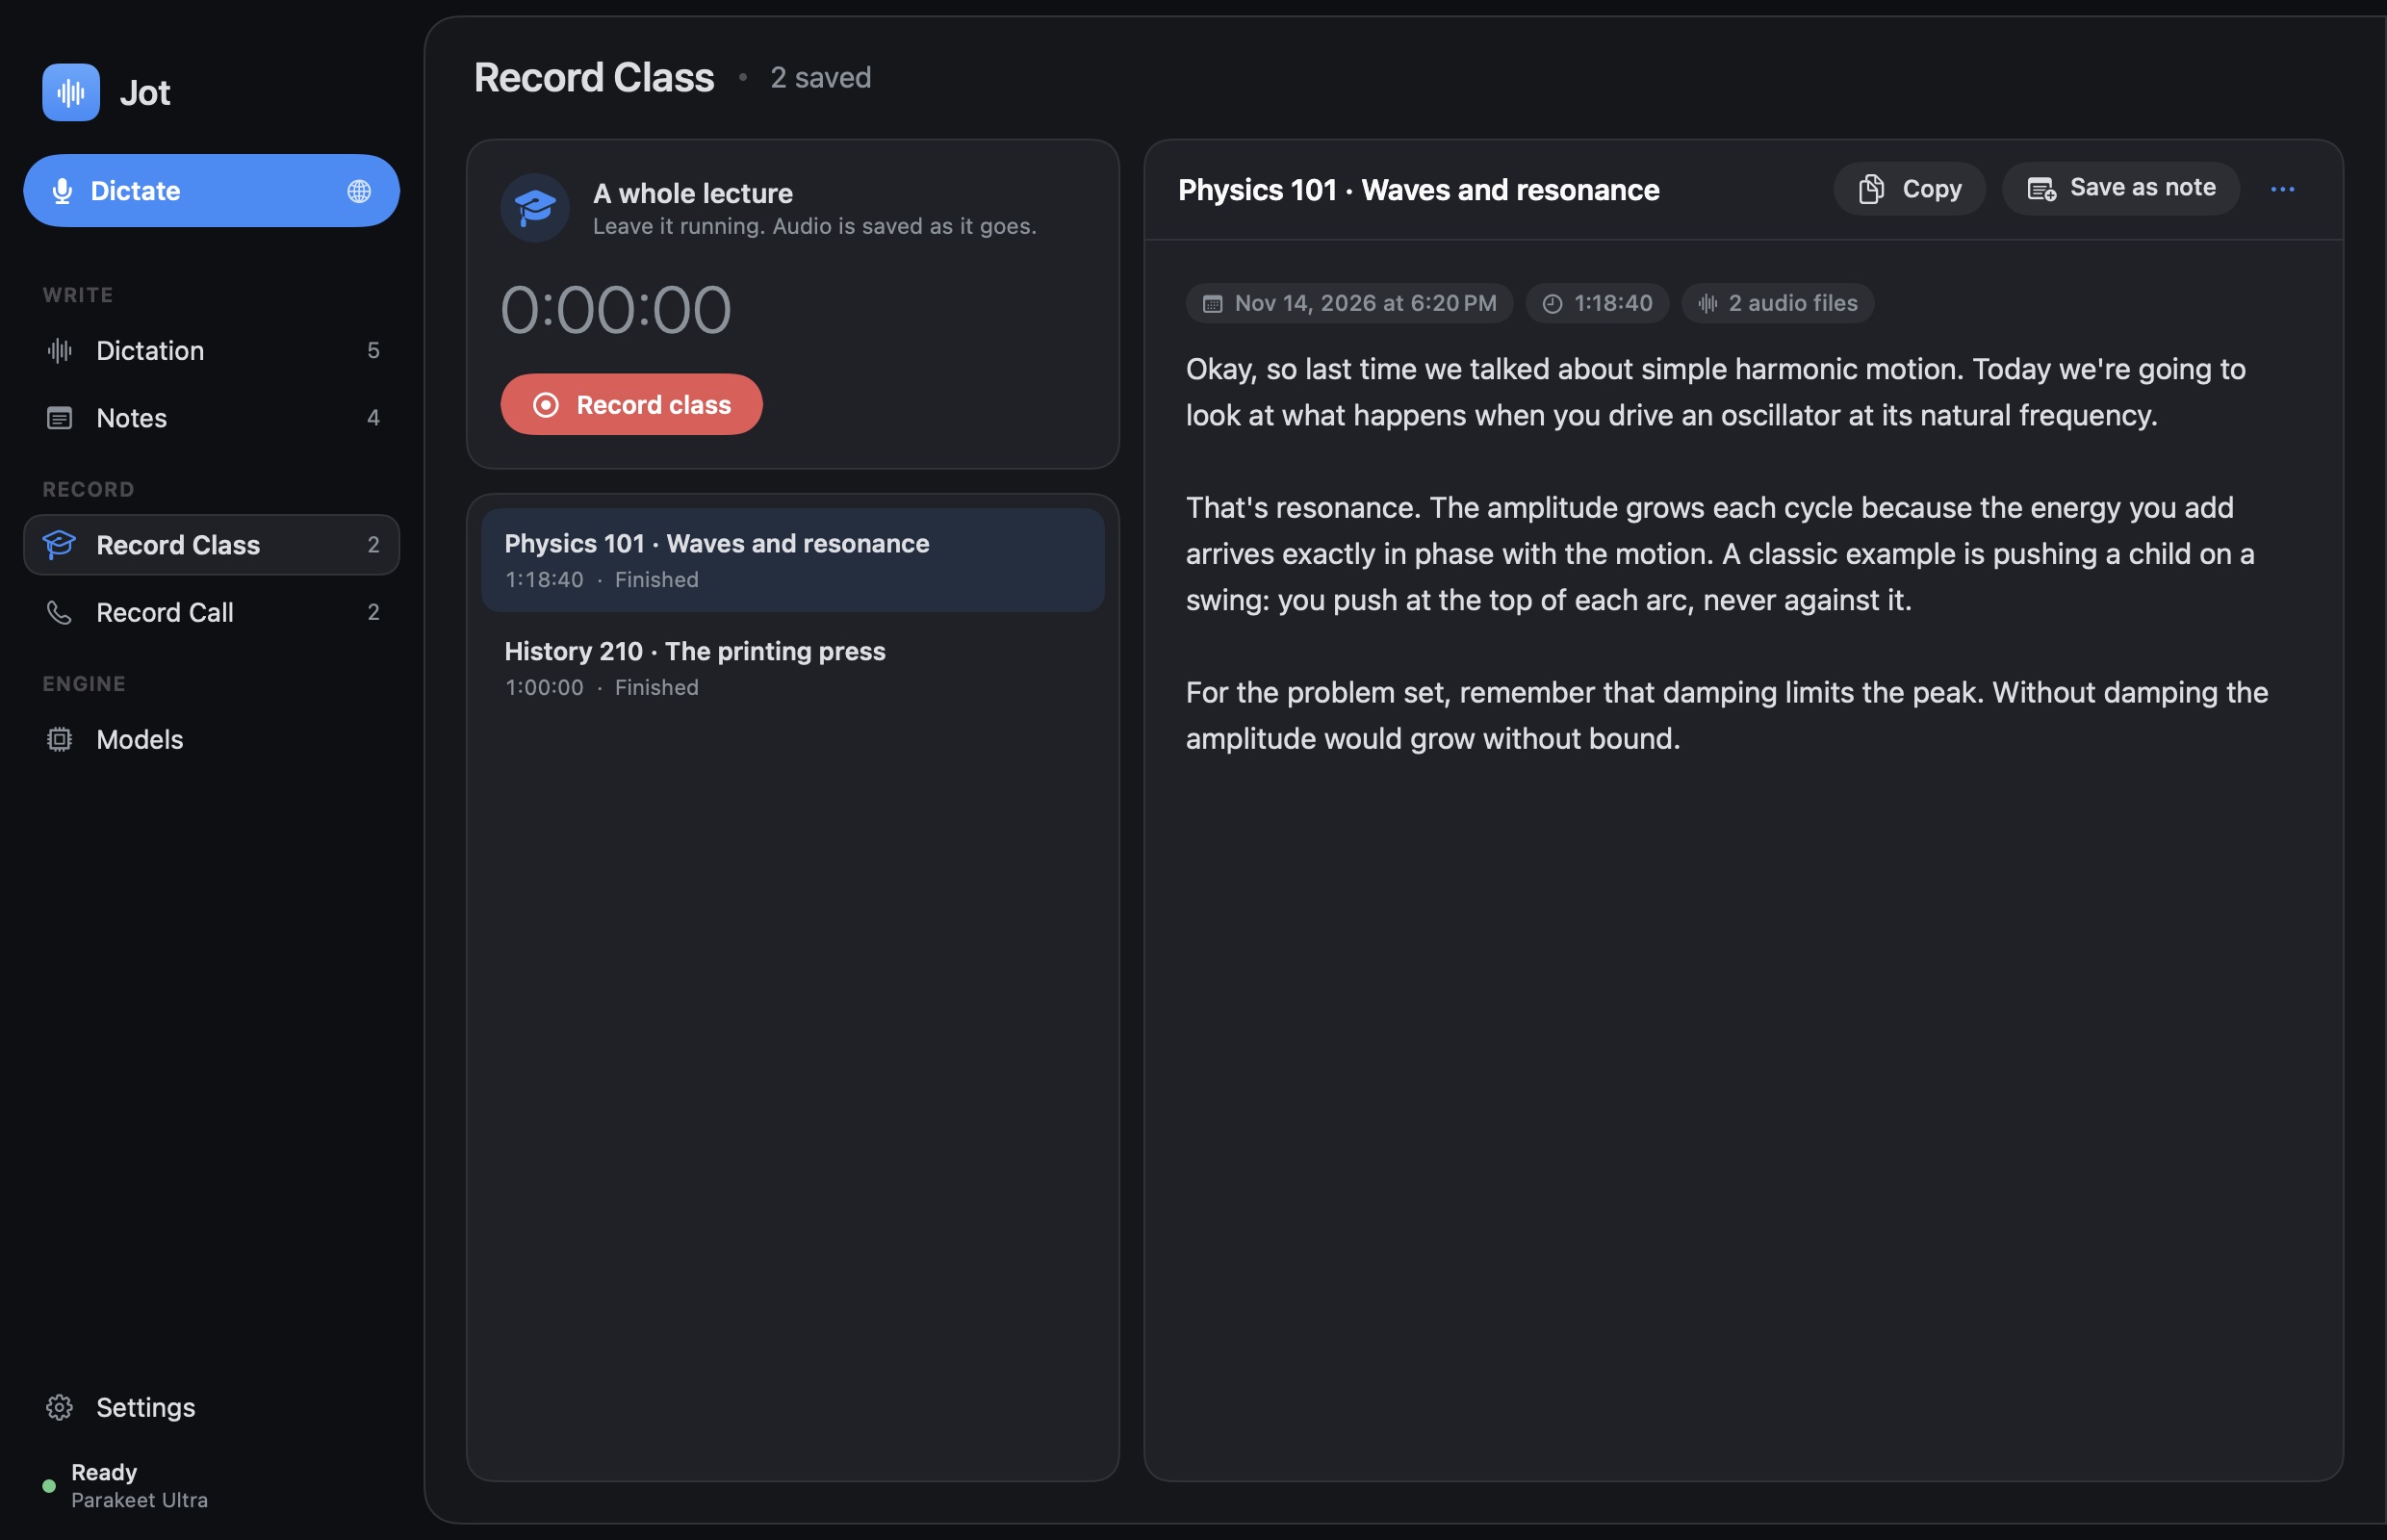 Jot
Dictate
WRITE
Dictation 5
Notes 4
RECORD
Record Class 2
Record Call 2
ENGINE
Models
Settings
Ready
Parakeet Ultra
Record Class • 2 saved
A whole lecture
Leave it running. Audio is saved as it goes.
0:00:00
Record class
Physics 101 · Waves and resonance
1:18:40 · Finished
History 210 · The printing press
1:00:00 · Finished
Physics 101 · Waves and resonance
Copy
Save as note
Nov 14, 2026 at 6:20 PM
1:18:40
2 audio files
Okay, so last time we talked about simple harmonic motion. Today we're going to
look at what happens when you drive an oscillator at its natural frequency.
That's resonance. The amplitude grows each cycle because the energy you add
arrives exactly in phase with the motion. A classic example is pushing a child on a
swing: you push at the top of each arc, never against it.
For the problem set, remember that damping limits the peak. Without damping the
amplitude would grow without bound.